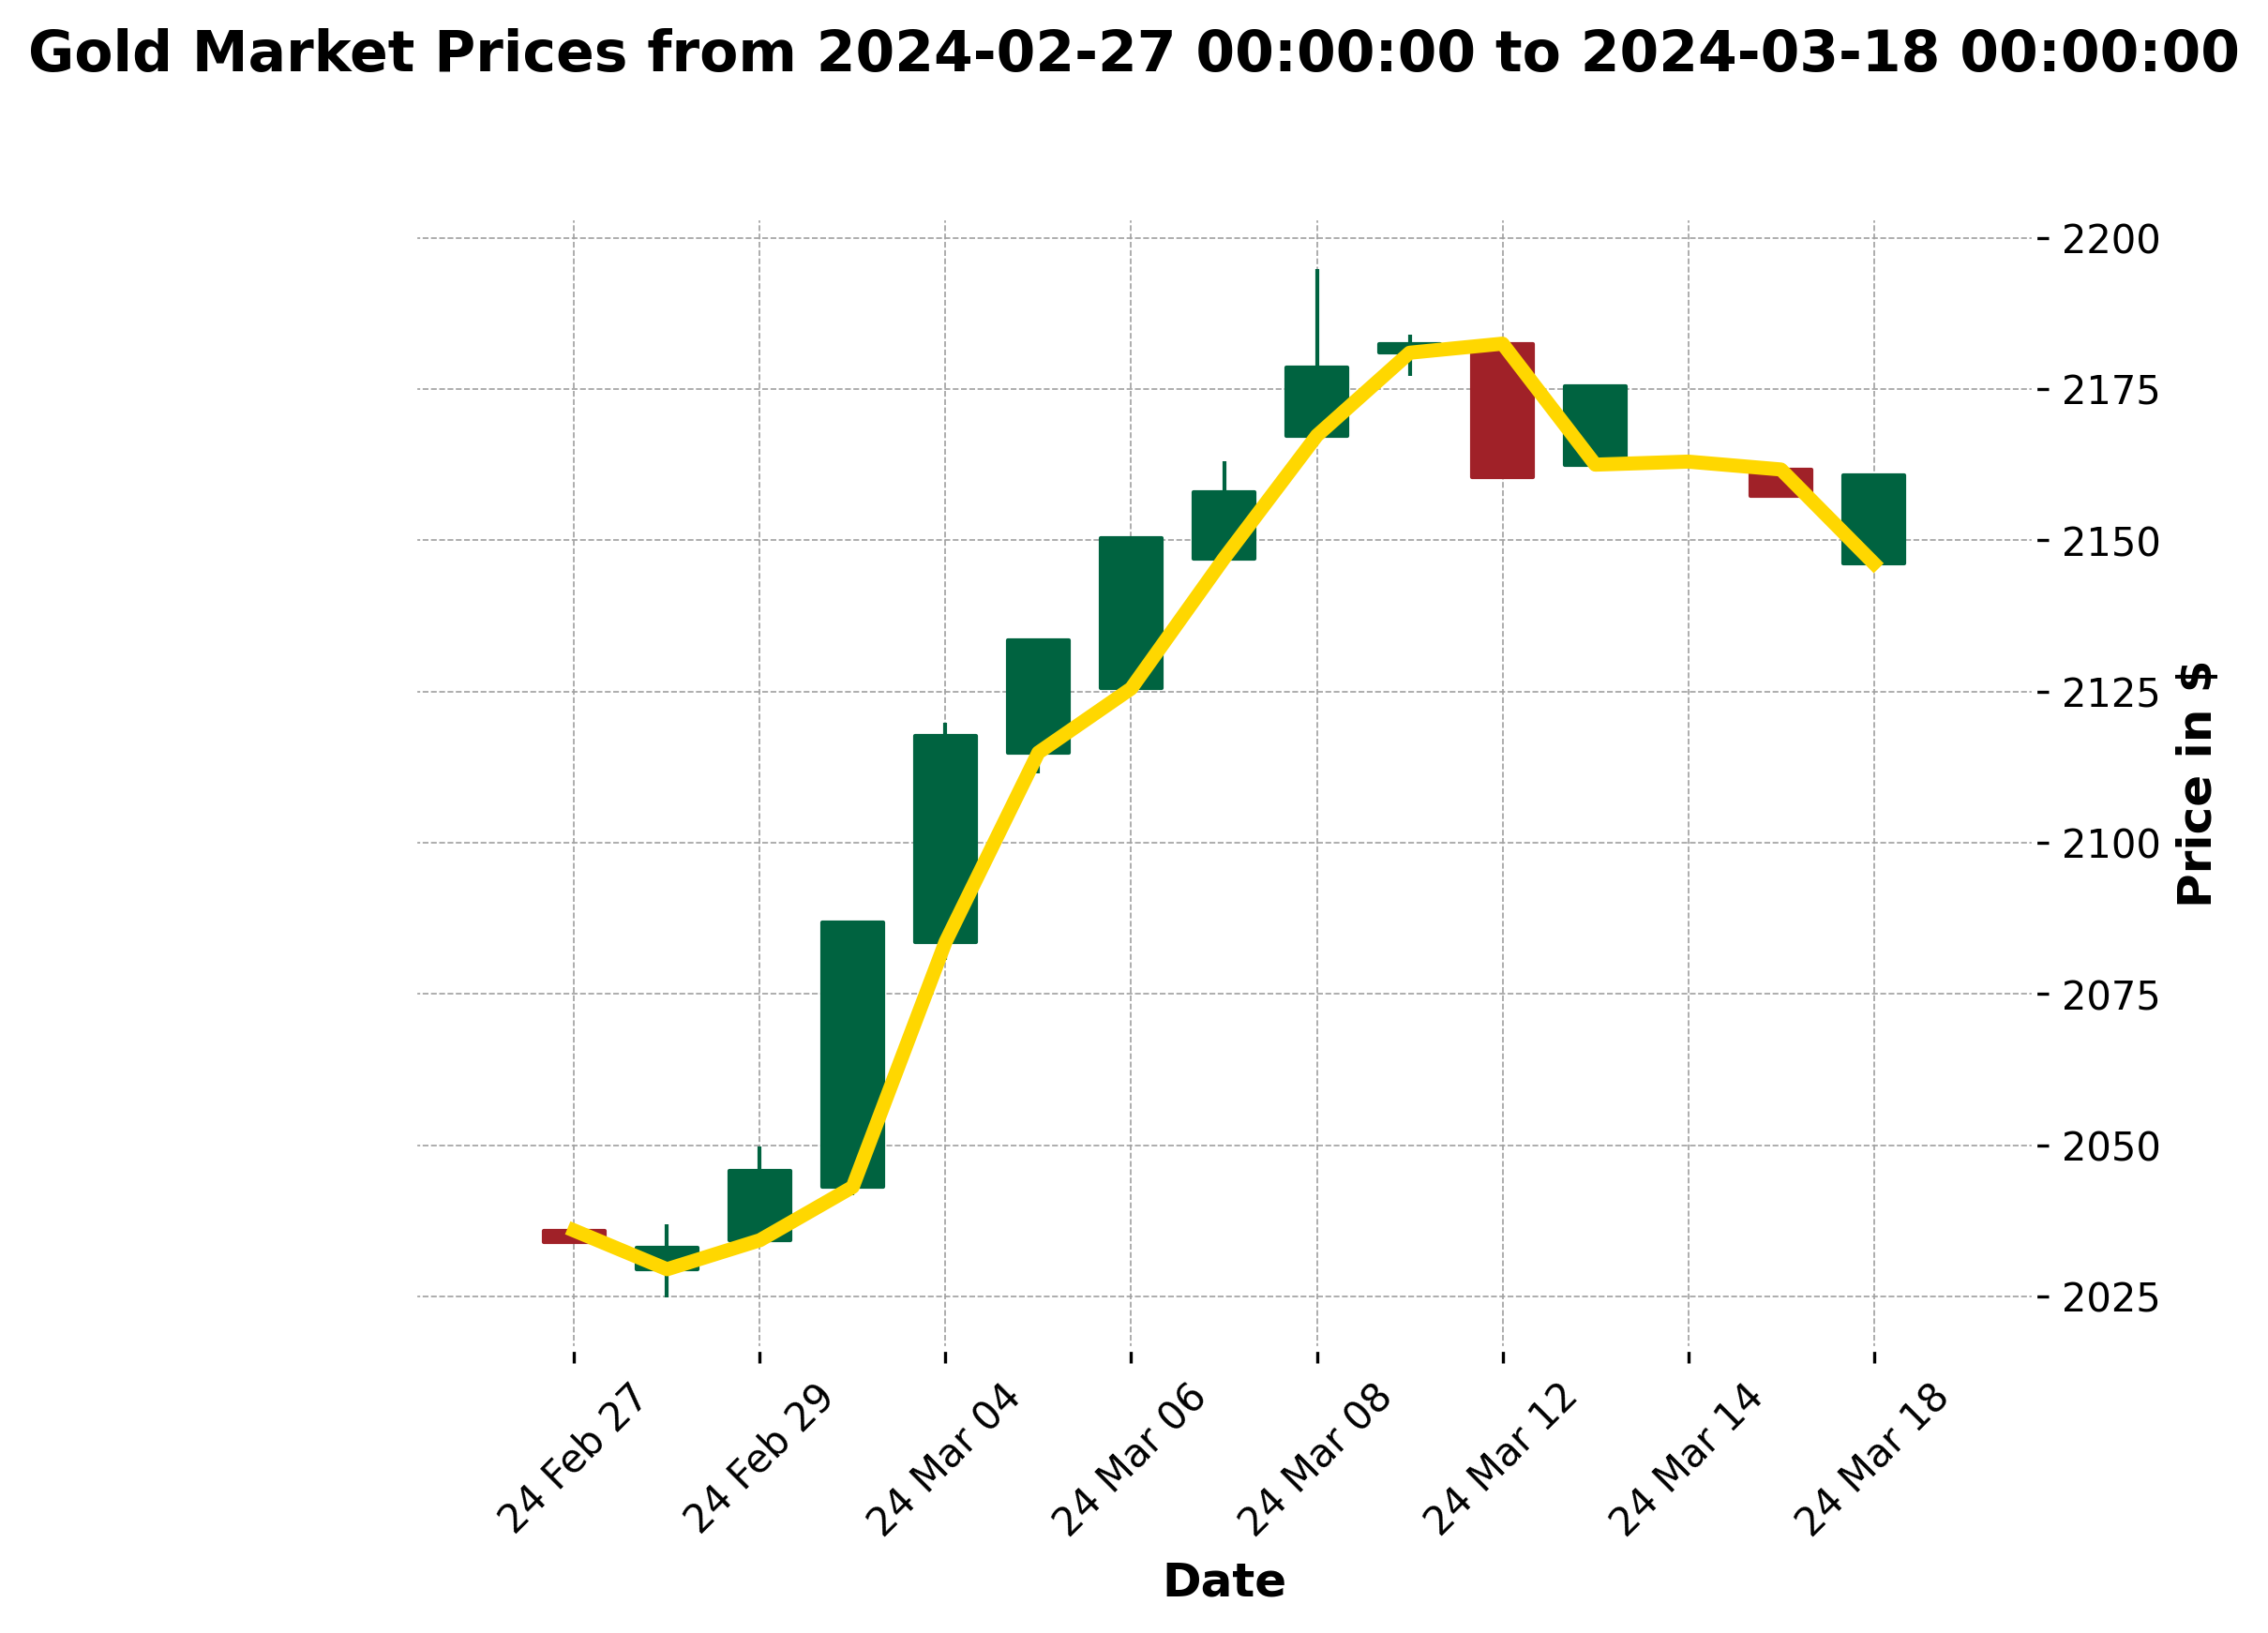 Gold Market Prices from 2024-02-27 00:00:00 to 2024-03-18 00:00:00
2200
2175
2150
2125
2100
2075
2050
2025
Price in $
24 Feb 27
24 Feb 29
24 Mar 04
24 Mar 06
24 Mar 08
24 Mar 12
24 Mar 14
24 Mar 18
Date